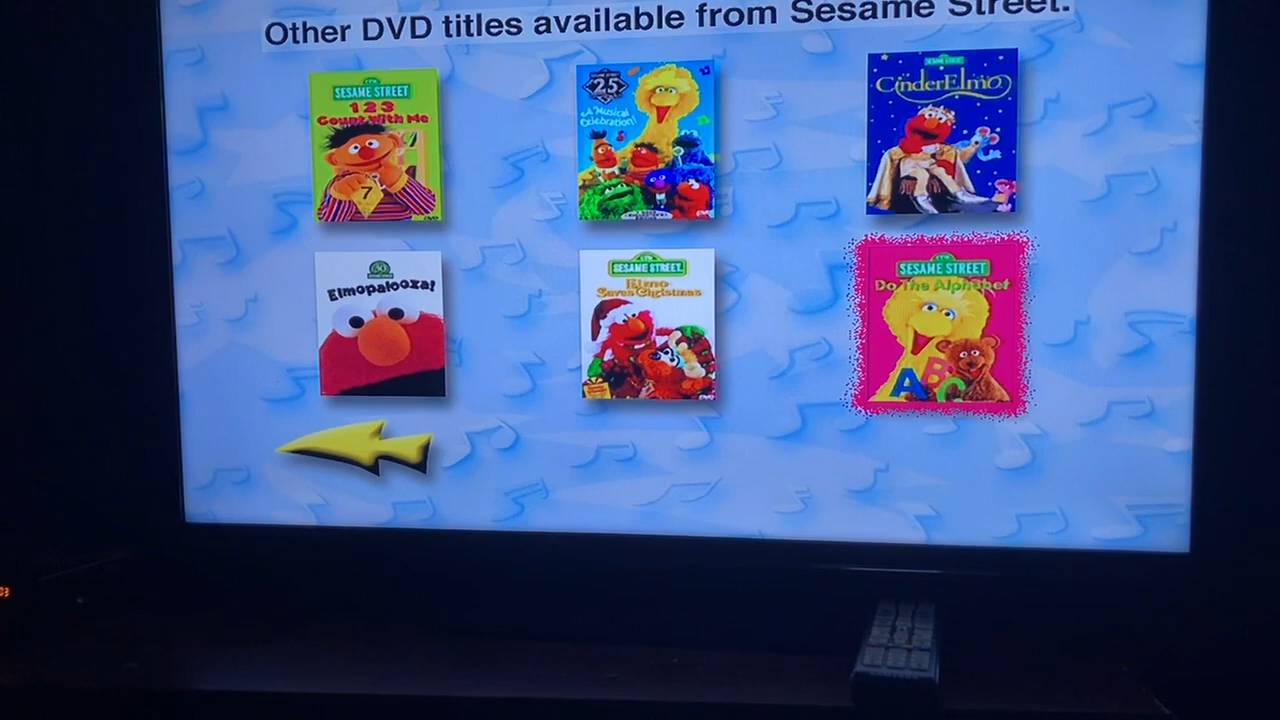 Other DVD titles available from Sesame Street.
SESAME STREET
1 2 3
Count With Me
7
25
A Musical
Celebration!
CinderElmo
30
Elmopalooza!
SESAME STREET
Elmo
Saves Christmas
SESAME STREET
Do The Alphabet
A B C